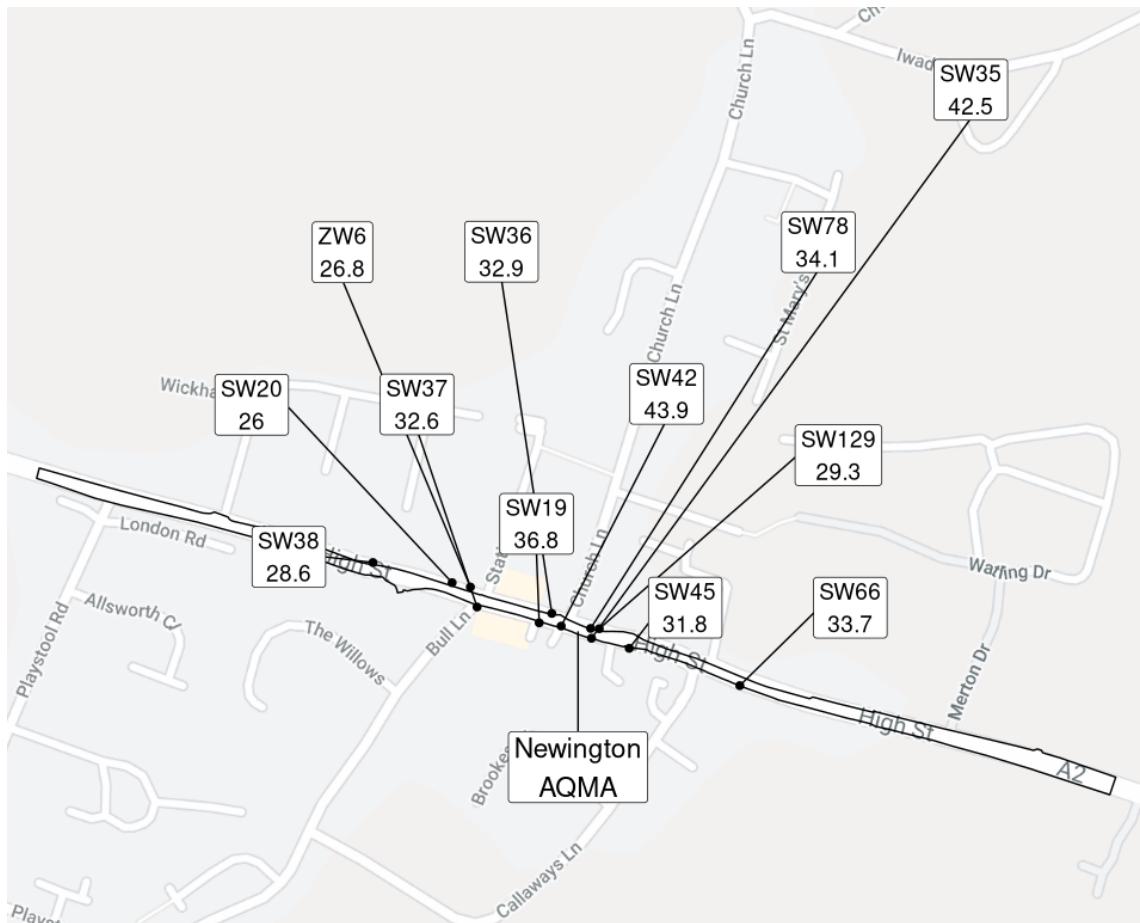 Church Ln
SW35
42.5
ZW6
26.8
SW36
32.9
SW78
34.1
St Mary's
Church Ln
SW20
26
SW37
32.6
SW42
43.9
SW129
29.3
London Rd
SW38
28.6
High St
SW19
36.8
Church Ln
Warfing Dr
Allsworth Cl
The Willows
Bull Ln
SW45
31.8
SW66
33.7
High St
Playstool Rd
Merton Dr
Newington
AQMA
High St
A2
Callaways Ln